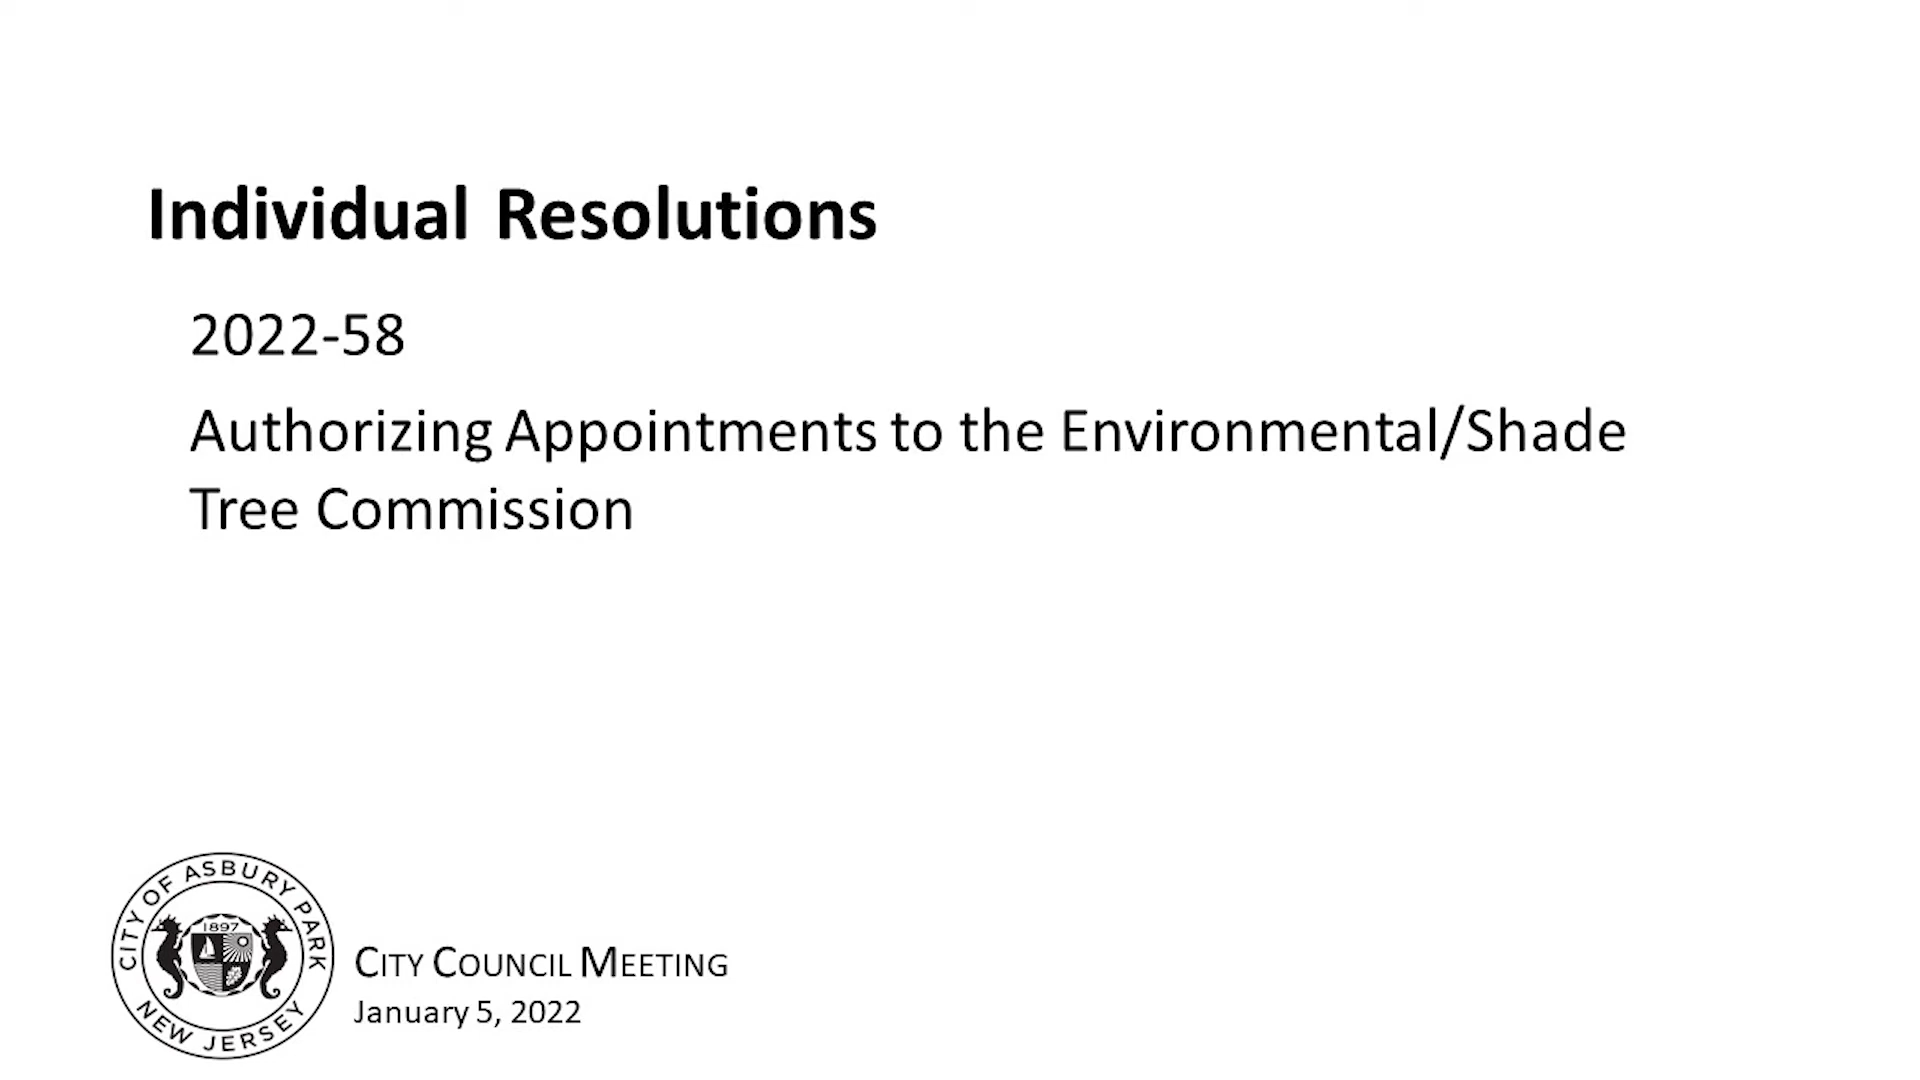 Individual Resolutions
2022-58
Authorizing Appointments to the Environmental/Shade
Tree Commission
CITY OF ASBURY PARK
1897
NEW JERSEY
CITY COUNCIL MEETING
January 5, 2022